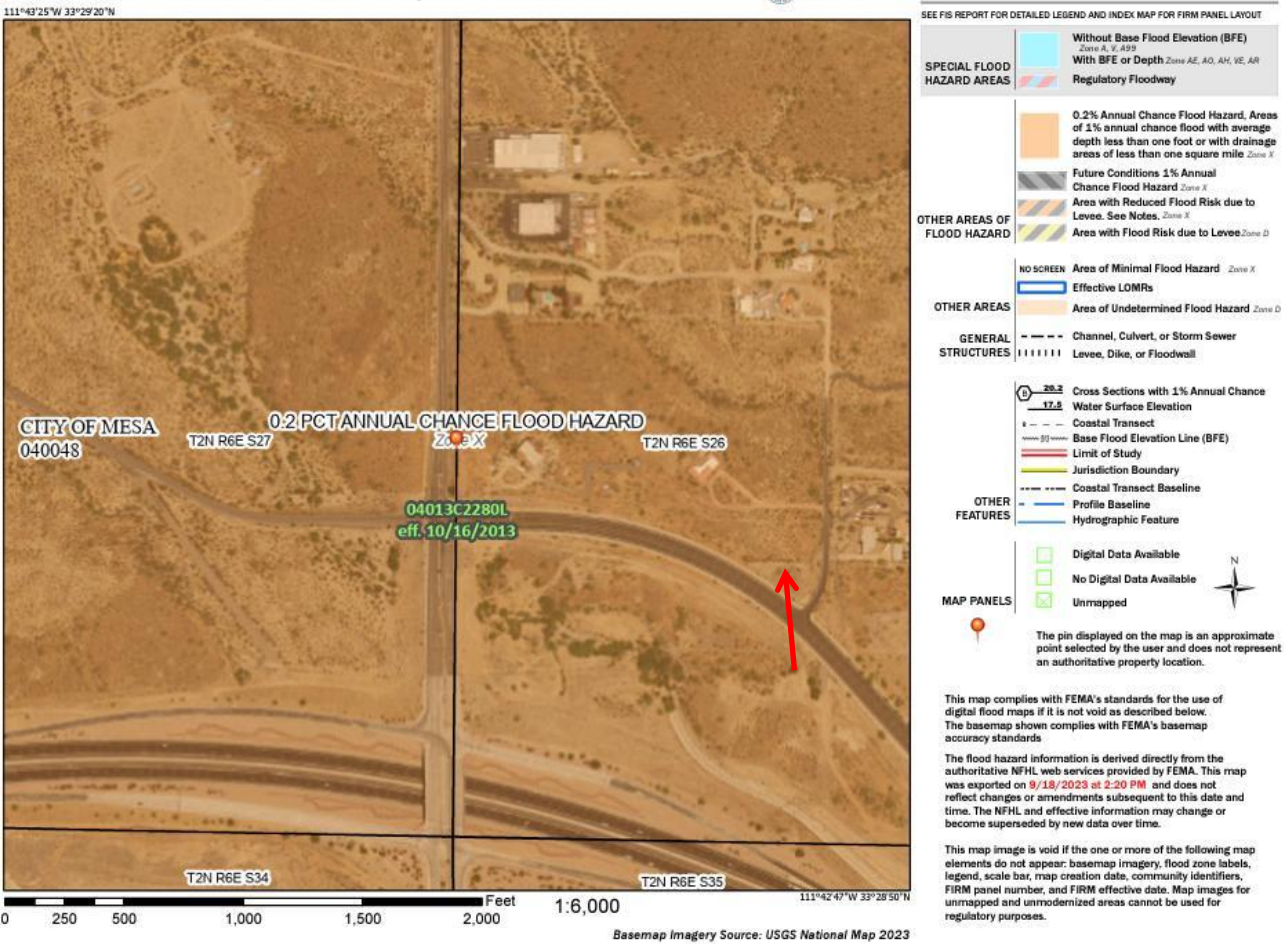 111°43'25"W 33°29'20"N
CITY OF MESA
040048
T2N R6E S27
0.2 PCT ANNUAL CHANCE FLOOD HAZARD
Zone X
T2N R6E S26
04013C2280L
eff. 10/16/2013
T2N R6E S34
T2N R6E S35
111°42'47"W 33°28'50"N
0 250 500 1,000 1,500 2,000
Feet
1:6,000
Basemap Imagery Source: USGS National Map 2023
SEE FIS REPORT FOR DETAILED LEGEND AND INDEX MAP FOR FIRM PANEL LAYOUT
SPECIAL FLOOD
HAZARD AREAS
Without Base Flood Elevation (BFE)
Zone A, V, A99
With BFE or Depth Zone AE, AO, AH, VE, AR
Regulatory Floodway
OTHER AREAS OF
FLOOD HAZARD
0.2% Annual Chance Flood Hazard, Areas
of 1% annual chance flood with average
depth less than one foot or with drainage
areas of less than one square mile Zone X
Future Conditions 1% Annual
Chance Flood Hazard Zone X
Area with Reduced Flood Risk due to
Levee. See Notes. Zone X
Area with Flood Risk due to Levee Zone D
OTHER AREAS
NO SCREEN Area of Minimal Flood Hazard Zone X
Effective LOMRs
Area of Undetermined Flood Hazard Zone D
GENERAL
STRUCTURES
Channel, Culvert, or Storm Sewer
Levee, Dike, or Floodwall
OTHER
FEATURES
B 20.2 Cross Sections with 1% Annual Chance
17.5 Water Surface Elevation
8 Coastal Transect
Base Flood Elevation Line (BFE)
Limit of Study
Jurisdiction Boundary
Coastal Transect Baseline
Profile Baseline
Hydrographic Feature
MAP PANELS
Digital Data Available
No Digital Data Available
Unmapped
N
The pin displayed on the map is an approximate
point selected by the user and does not represent
an authoritative property location.
This map complies with FEMA's standards for the use of
digital flood maps if it is not void as described below.
The basemap shown complies with FEMA's basemap
accuracy standards
The flood hazard information is derived directly from the
authoritative NFHL web services provided by FEMA. This map
was exported on 9/18/2023 at 2:20 PM and does not
reflect changes or amendments subsequent to this date and
time. The NFHL and effective information may change or
become superseded by new data over time.
This map image is void if the one or more of the following map
elements do not appear: basemap imagery, flood zone labels,
legend, scale bar, map creation date, community identifiers,
FIRM panel number, and FIRM effective date. Map images for
unmapped and unmodernized areas cannot be used for
regulatory purposes.